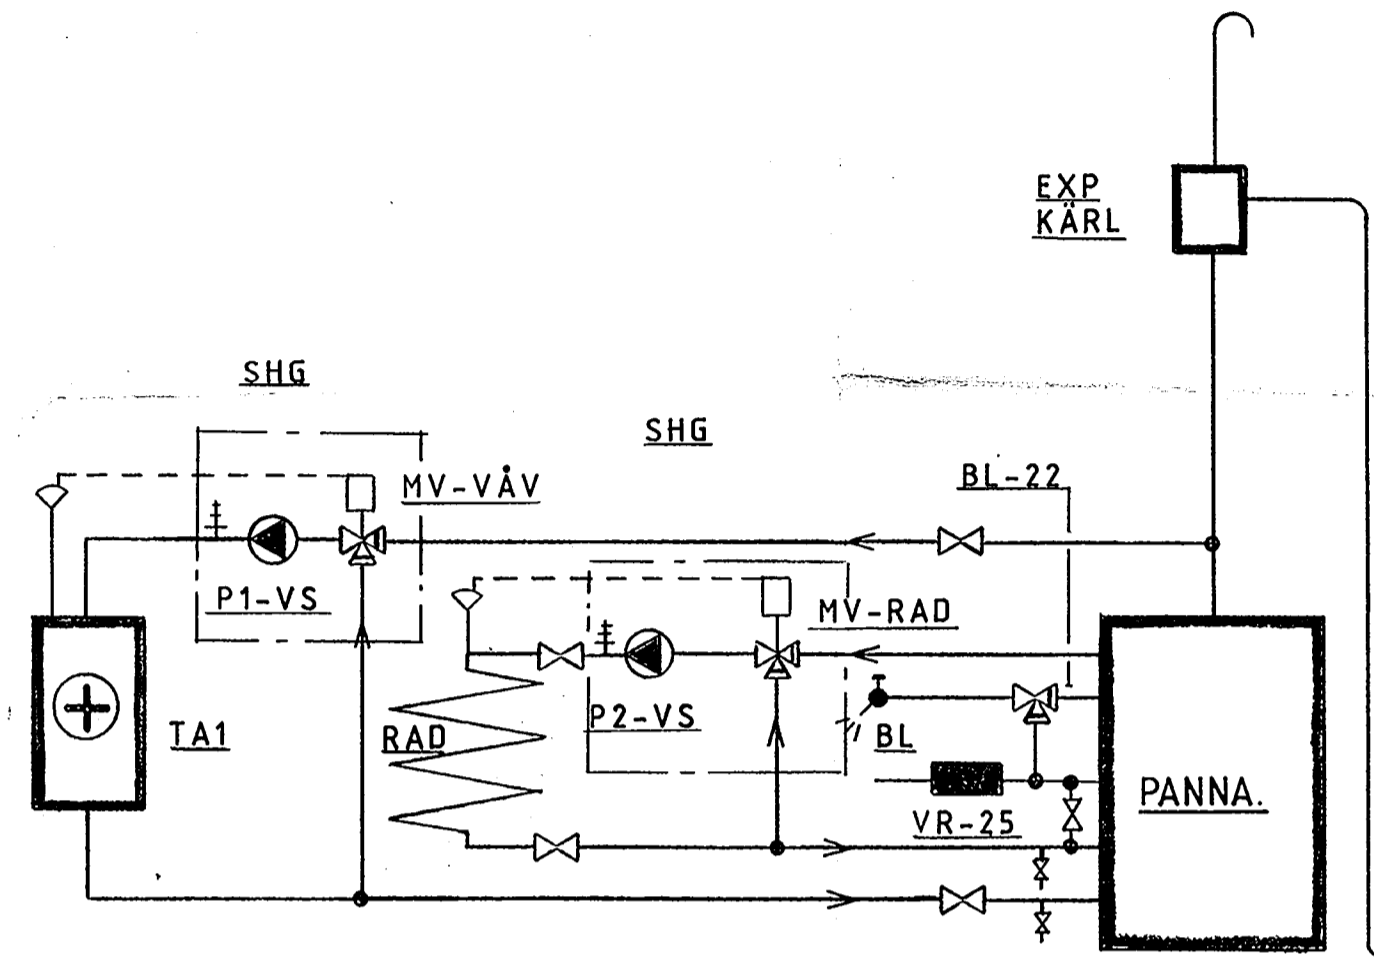 EXP
KÄRL
SHG
SHG
MV-VÅV
BL-22
P1-VS
MV-RAD
P2-VS
TA1
RAD
BL
PANNA.
VR-25